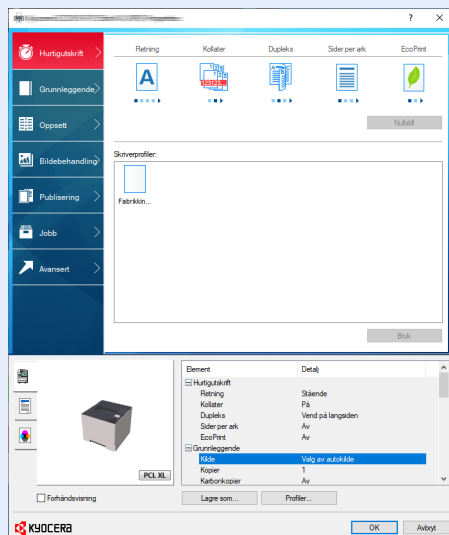 ? ×
Hurtigutskrift
Grunnleggende
Oppsett
Bildebehandling
Publisering
Jobb
Avansert
Retning Kollater Dupleks Sider per ark EcoPrint
A
123123
Nullstill
Skriverprofiler:
Fabrikkin...
Bruk
PCL XL
Forhåndsvisning
Element Detalj
Hurtigutskrift
Retning Stående
Kollater På
Dupleks Vend på langsiden
Sider per ark Av
EcoPrint Av
Grunnleggende
Kilde Valg av autokilde
Kopier 1
Karbonkopier Av
Lagre som... Profiler...
KYOCERA
OK Avbryt